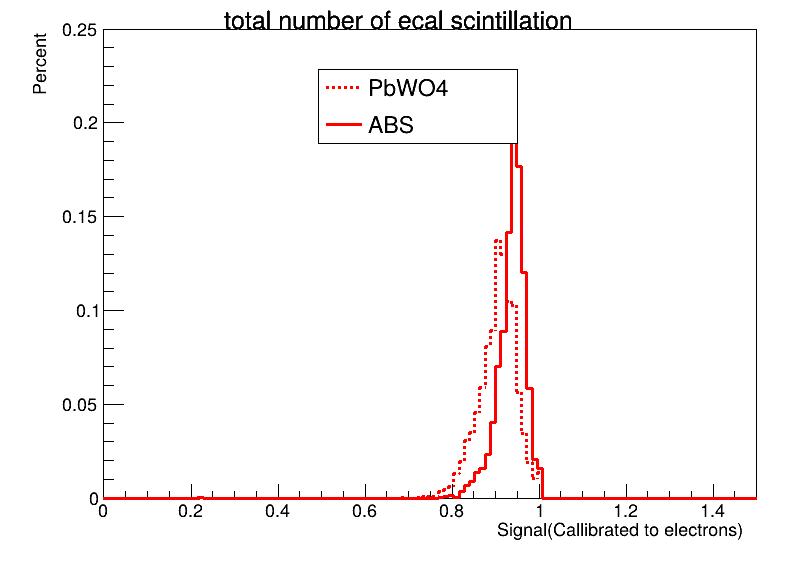 total number of ecal scintillation
Percent
0.25
0.2
0.15
0.1
0.05
0
PbWO4
ABS
0 0.2 0.4 0.6 0.8 1 1.2 1.4
Signal(Callibrated to electrons)